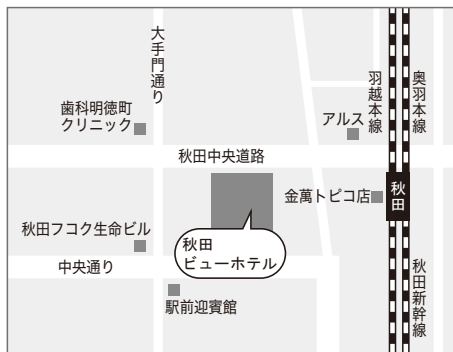 大手門通り
羽越本線
奥羽本線
歯科明徳町
クリニック
アルス
秋田中央道路
金萬トピコ店
秋田
秋田フコク生命ビル
秋田
ビューホテル
中央通り
駅前迎賓館
秋田新幹線